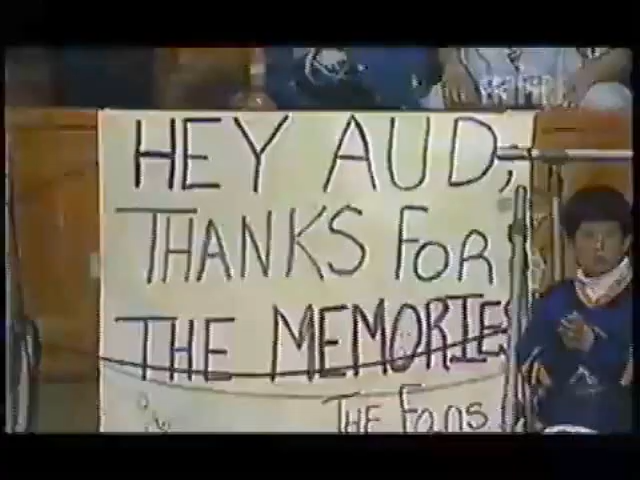 HEY AUD,
THANKS FOR
THE MEMORIES
THE Fans